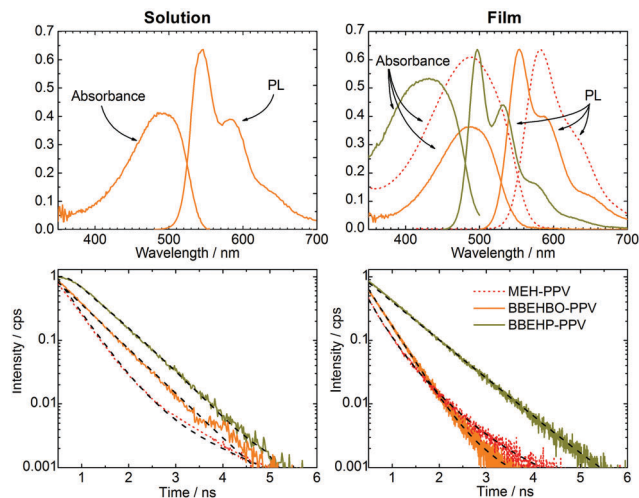 Solution
Film
0.7
0.6
0.5
0.4
0.3
0.2
0.1
0.0
Absorbance
PL
400 500 600 700
Wavelength / nm
0.7
0.6
0.5
0.4
0.3
0.2
0.1
0.0
Absorbance
PL
400 500 600 700
Wavelength / nm
Intensity / cps
1
0.1
0.01
0.001
1 2 3 4 5 6
Time / ns
Intensity / cps
1
0.1
0.01
0.001
MEH-PPV
BBEHBO-PPV
BBEHP-PPV
1 2 3 4 5 6
Time / ns